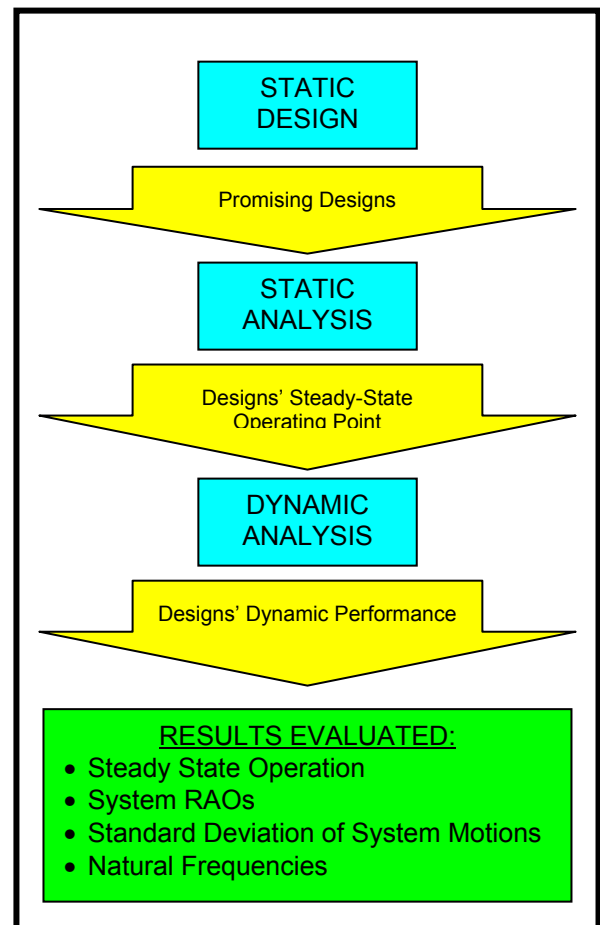 STATIC
DESIGN
Promising Designs
STATIC
ANALYSIS
Designs' Steady-State
Operating Point
DYNAMIC
ANALYSIS
Designs' Dynamic Performance
RESULTS EVALUATED:
• Steady State Operation
• System RAOs
• Standard Deviation of System Motions
• Natural Frequencies